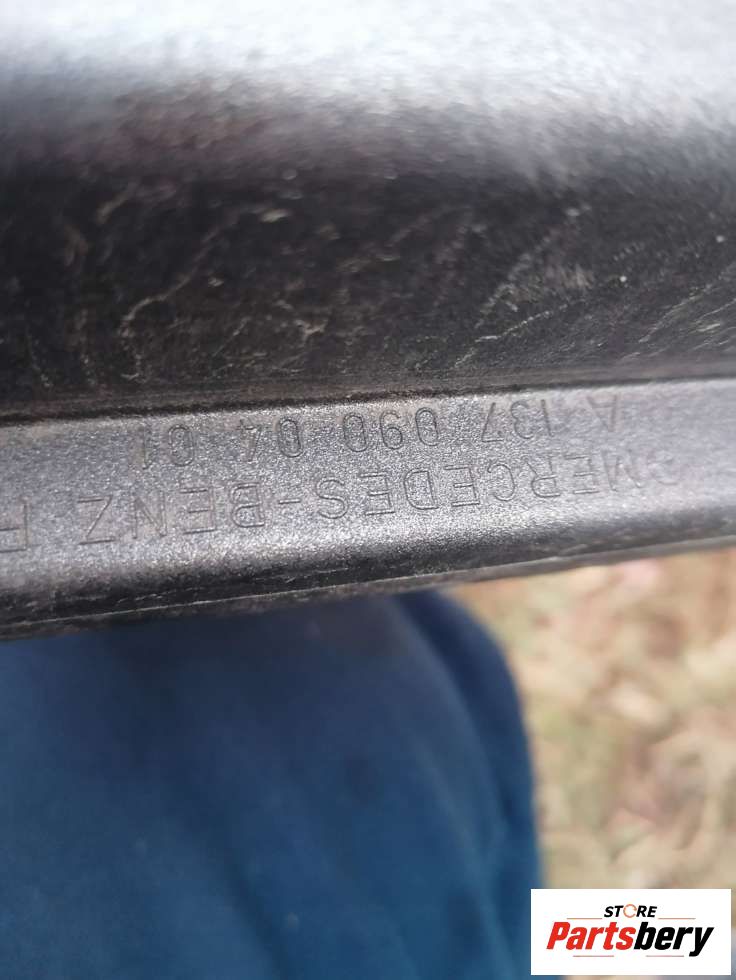 MERCEDES-BENZ
A 137 090 04 01
STORE
Partsbery